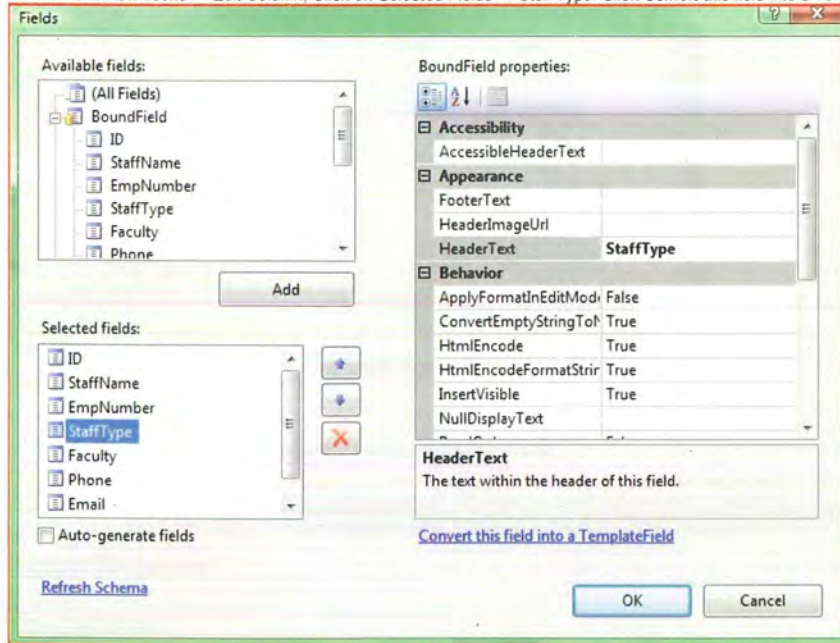 Fields
Available fields:
(All Fields)
BoundField
ID
StaffName
EmpNumber
StaffType
Faculty
Phone
Add
Selected fields:
ID
StaffName
EmpNumber
StaffType
Faculty
Phone
Email
Auto-generate fields
Refresh Schema
BoundField properties:
Accessibility
AccessibleHeaderText
Appearance
FooterText
HeaderImageUrl
HeaderText StaffType
Behavior
ApplyFormatInEditMod False
ConvertEmptyStringToN True
HtmlEncode True
HtmlEncodeFormatStrin True
InsertVisible True
NullDisplayText
HeaderText
The text within the header of this field.
Convert this field into a TemplateField
OK Cancel